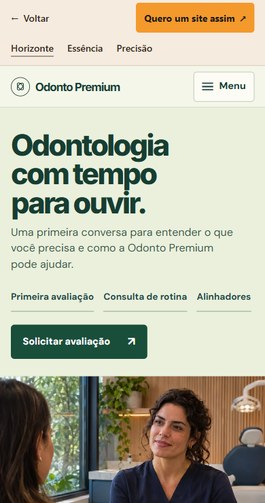 ← Voltar
Quero um site assim ↗
Horizonte Essência Precisão
Odonto Premium
Menu
Odontologia
com tempo
para ouvir.
Uma primeira conversa para entender o que
você precisa e como a Odonto Premium
pode ajudar.
Primeira avaliação Consulta de rotina Alinhadores
Solicitar avaliação ↗